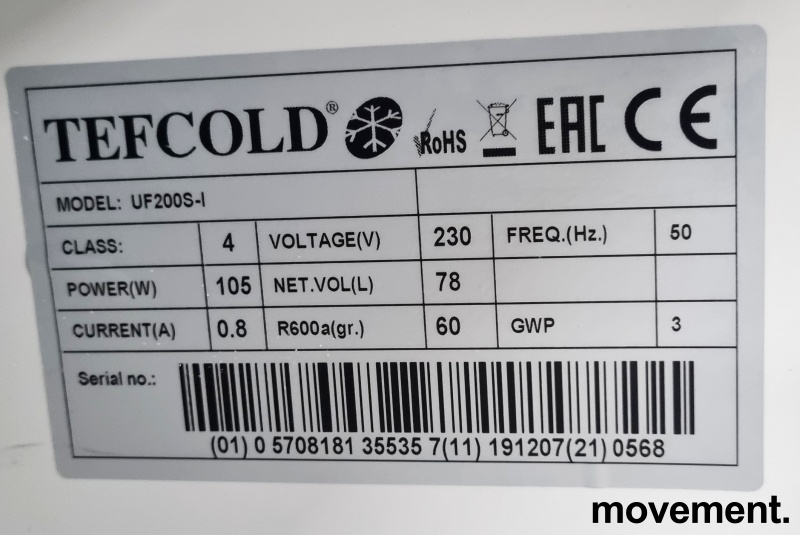 TEFCOLD® RoHS EAC CE
MODEL: UF200S-I
CLASS: 4 VOLTAGE(V) 230 FREQ.(Hz.) 50
POWER(W) 105 NET.VOL(L) 78
CURRENT(A) 0.8 R600a(gr.) 60 GWP 3
Serial no.:
(01) 0 5708181 35535 7(11) 191207(21) 0568
movement.